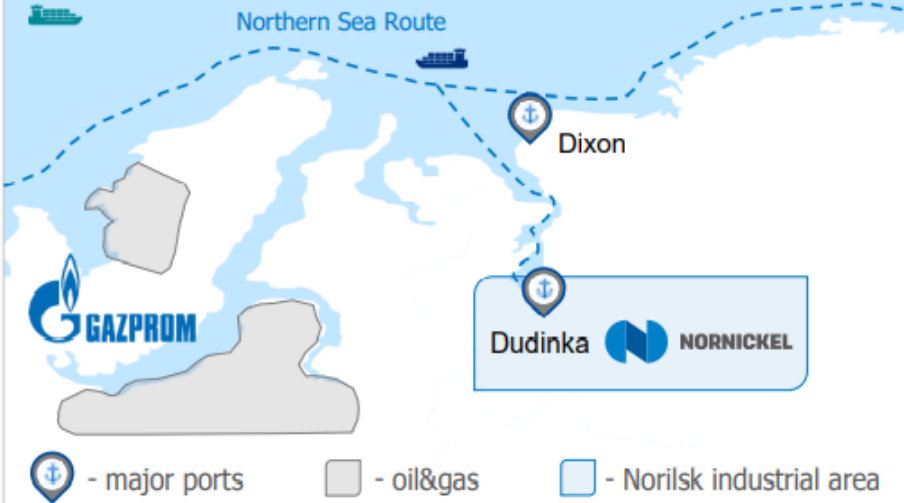 Northern Sea Route
Dixon
GAZPROM
Dudinka NORNICKEL
- major ports - oil&gas - Norilsk industrial area